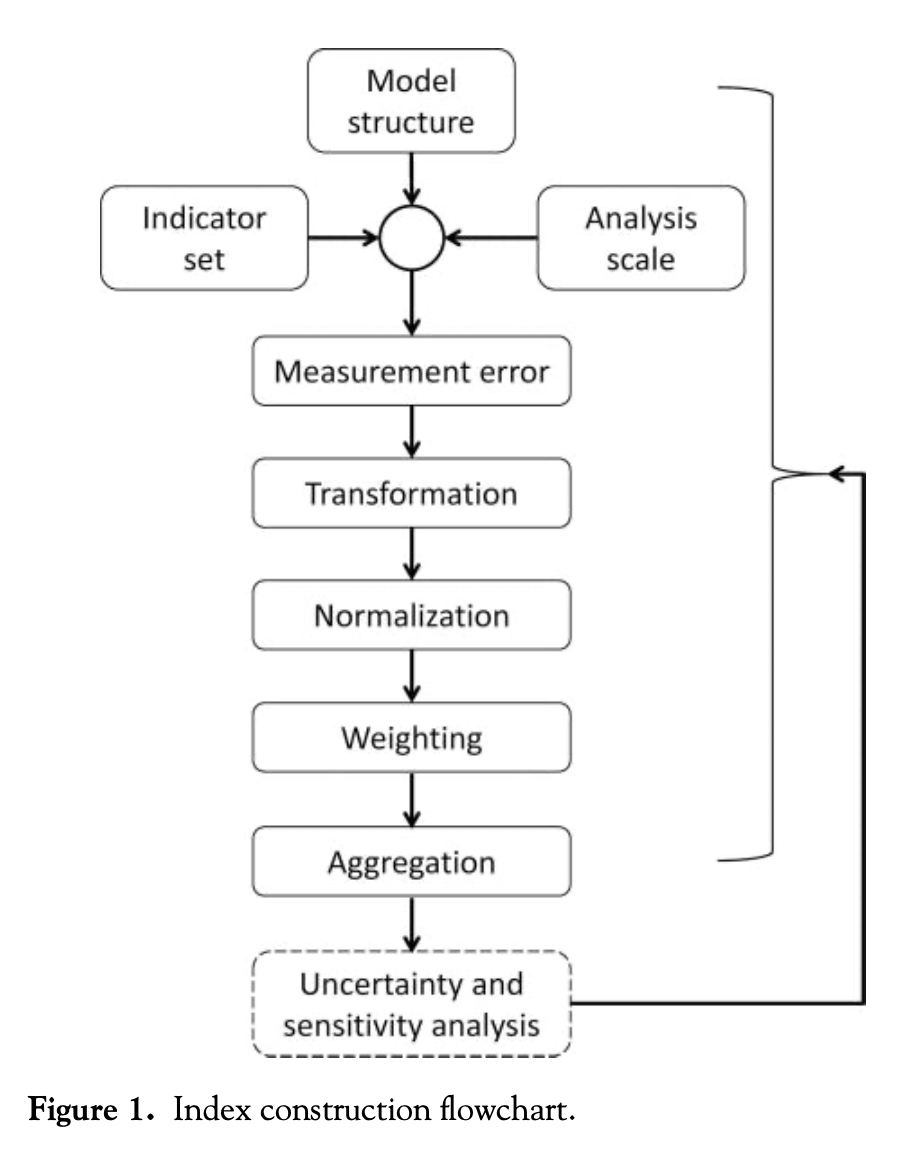 Model
structure
Indicator
set
Analysis
scale
Measurement error
Transformation
Normalization
Weighting
Aggregation
Uncertainty and
sensitivity analysis
Figure 1. Index construction flowchart.